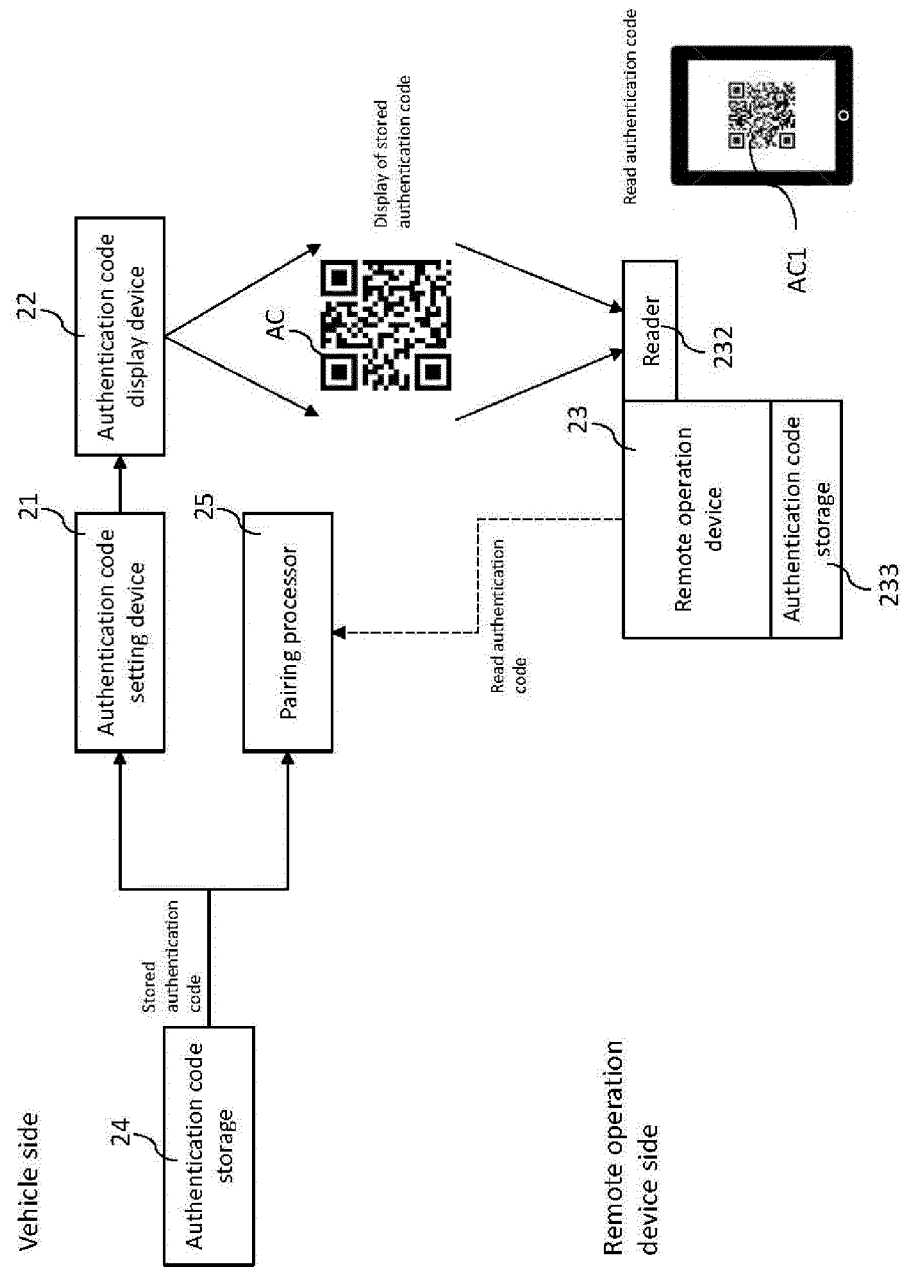 Vehicle side
24
Authentication code
storage
Stored
authentication
code
21
Authentication code
setting device
22
Authentication code
display device
25
Pairing processor
AC
Display of stored
authentication code
Read authentication
code
23
Remote operation
device
Reader
232
Authentication code
storage
233
Read authentication code
AC1
Remote operation
device side